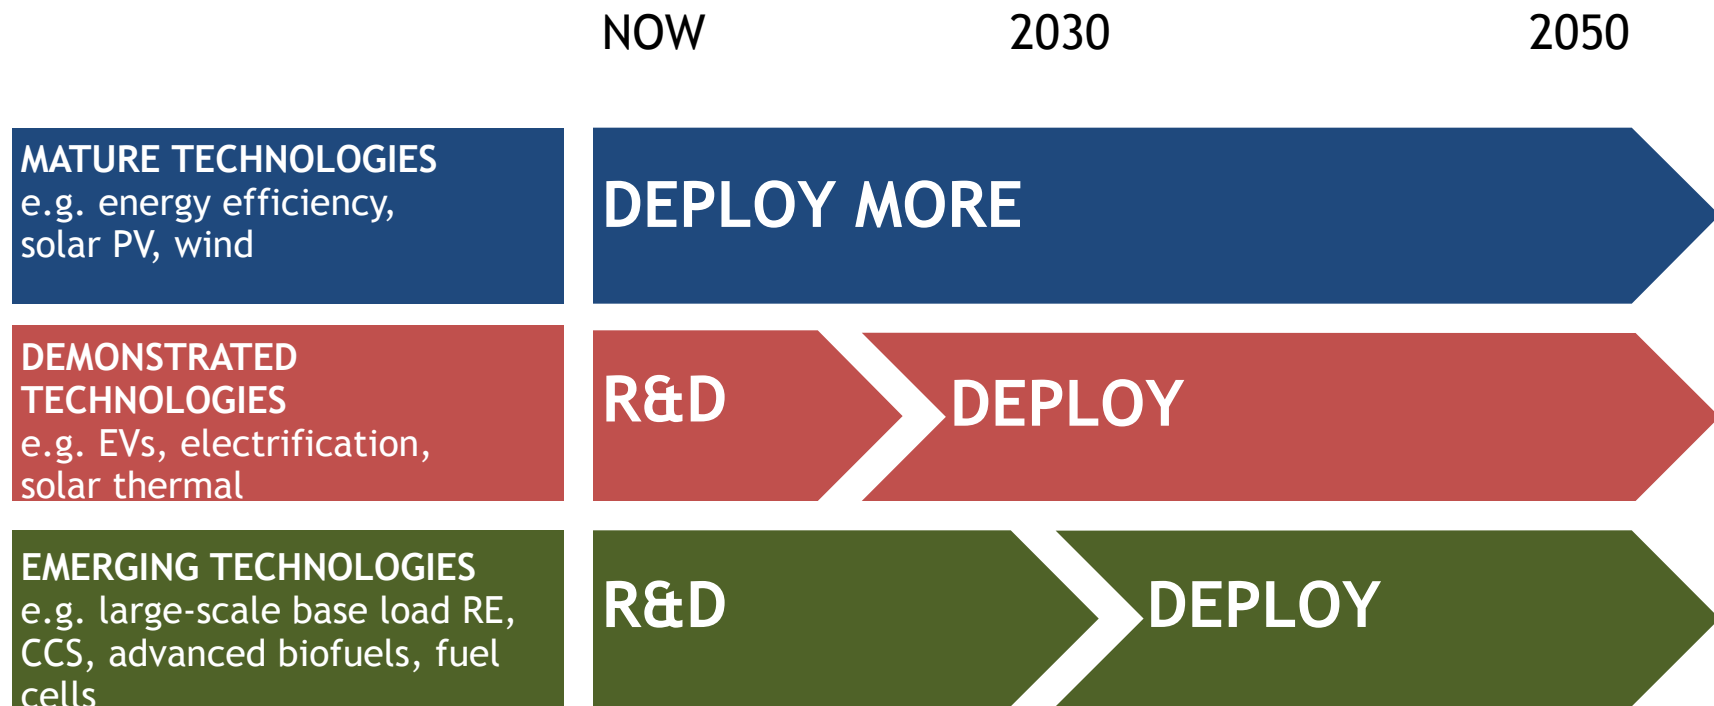 NOW 2030 2050
MATURE TECHNOLOGIES
e.g. energy efficiency,
solar PV, wind
DEPLOY MORE
DEMONSTRATED
TECHNOLOGIES
e.g. EVs, electrification,
solar thermal
R&D
DEPLOY
EMERGING TECHNOLOGIES
e.g. large-scale base load RE,
CCS, advanced biofuels, fuel
cells
R&D
DEPLOY